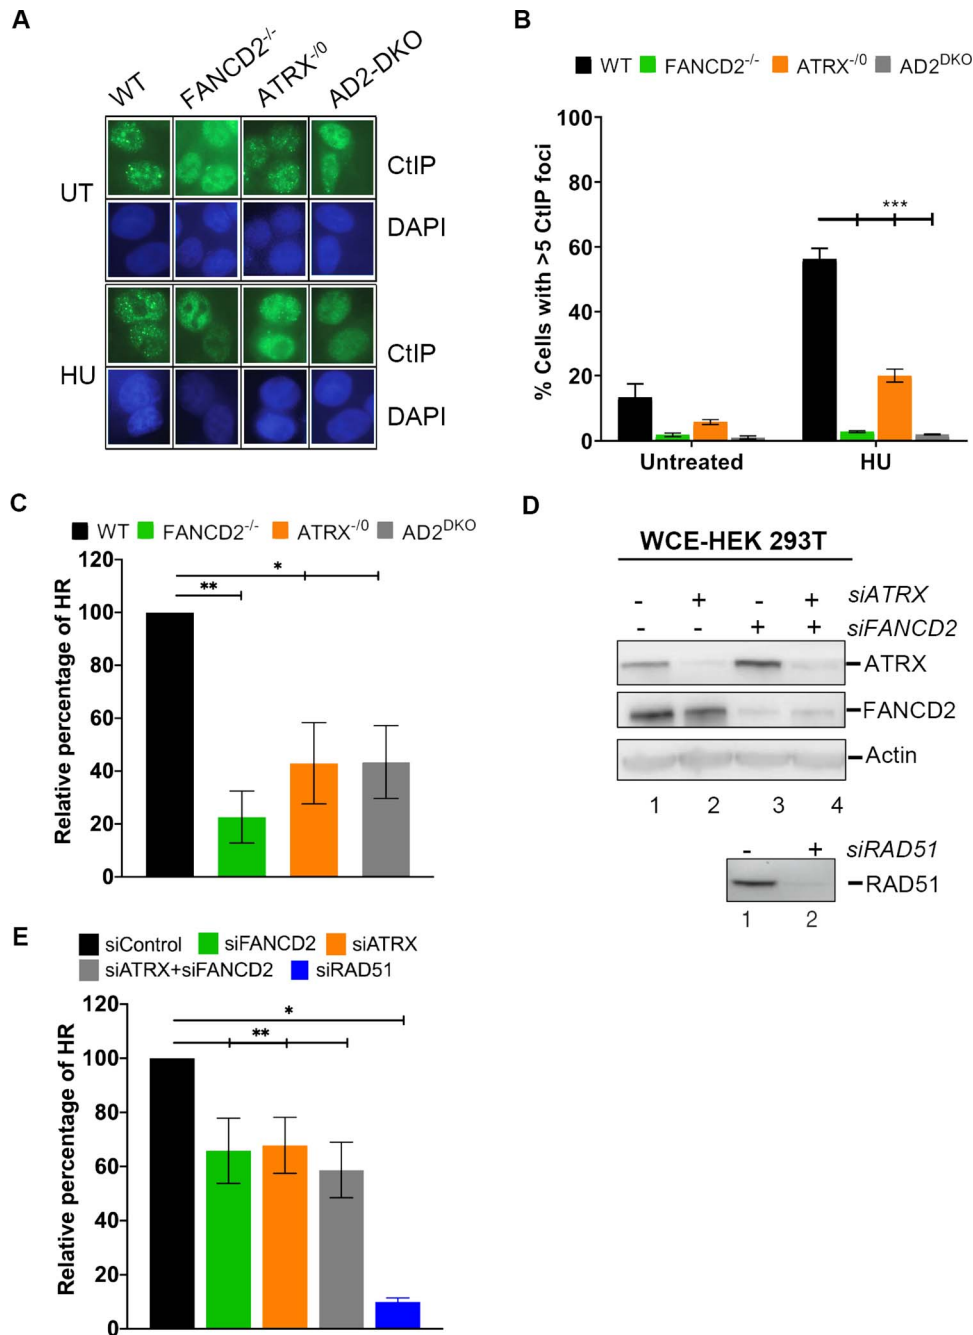 A
WT
FANCD2-/-
ATRX-/0
AD2-DKO
UT
CtIP
DAPI
HU
CtIP
DAPI
B
WT FANCD2-/- ATRX-/0 AD2DKO
% Cells with >5 CtIP foci
100
80
60
40
20
0
***
Untreated HU
C
WT FANCD2-/- ATRX-/0 AD2DKO
Relative percentage of HR
120
100
80
60
40
20
0
**
*
D
WCE-HEK 293T
- + - + siATRX
- - + + siFANCD2
ATRX
FANCD2
Actin
1 2 3 4
- + siRAD51
RAD51
1 2
E
siControl siFANCD2 siATRX
siATRX+siFANCD2 siRAD51
Relative percentage of HR
120
100
80
60
40
20
0
*
**